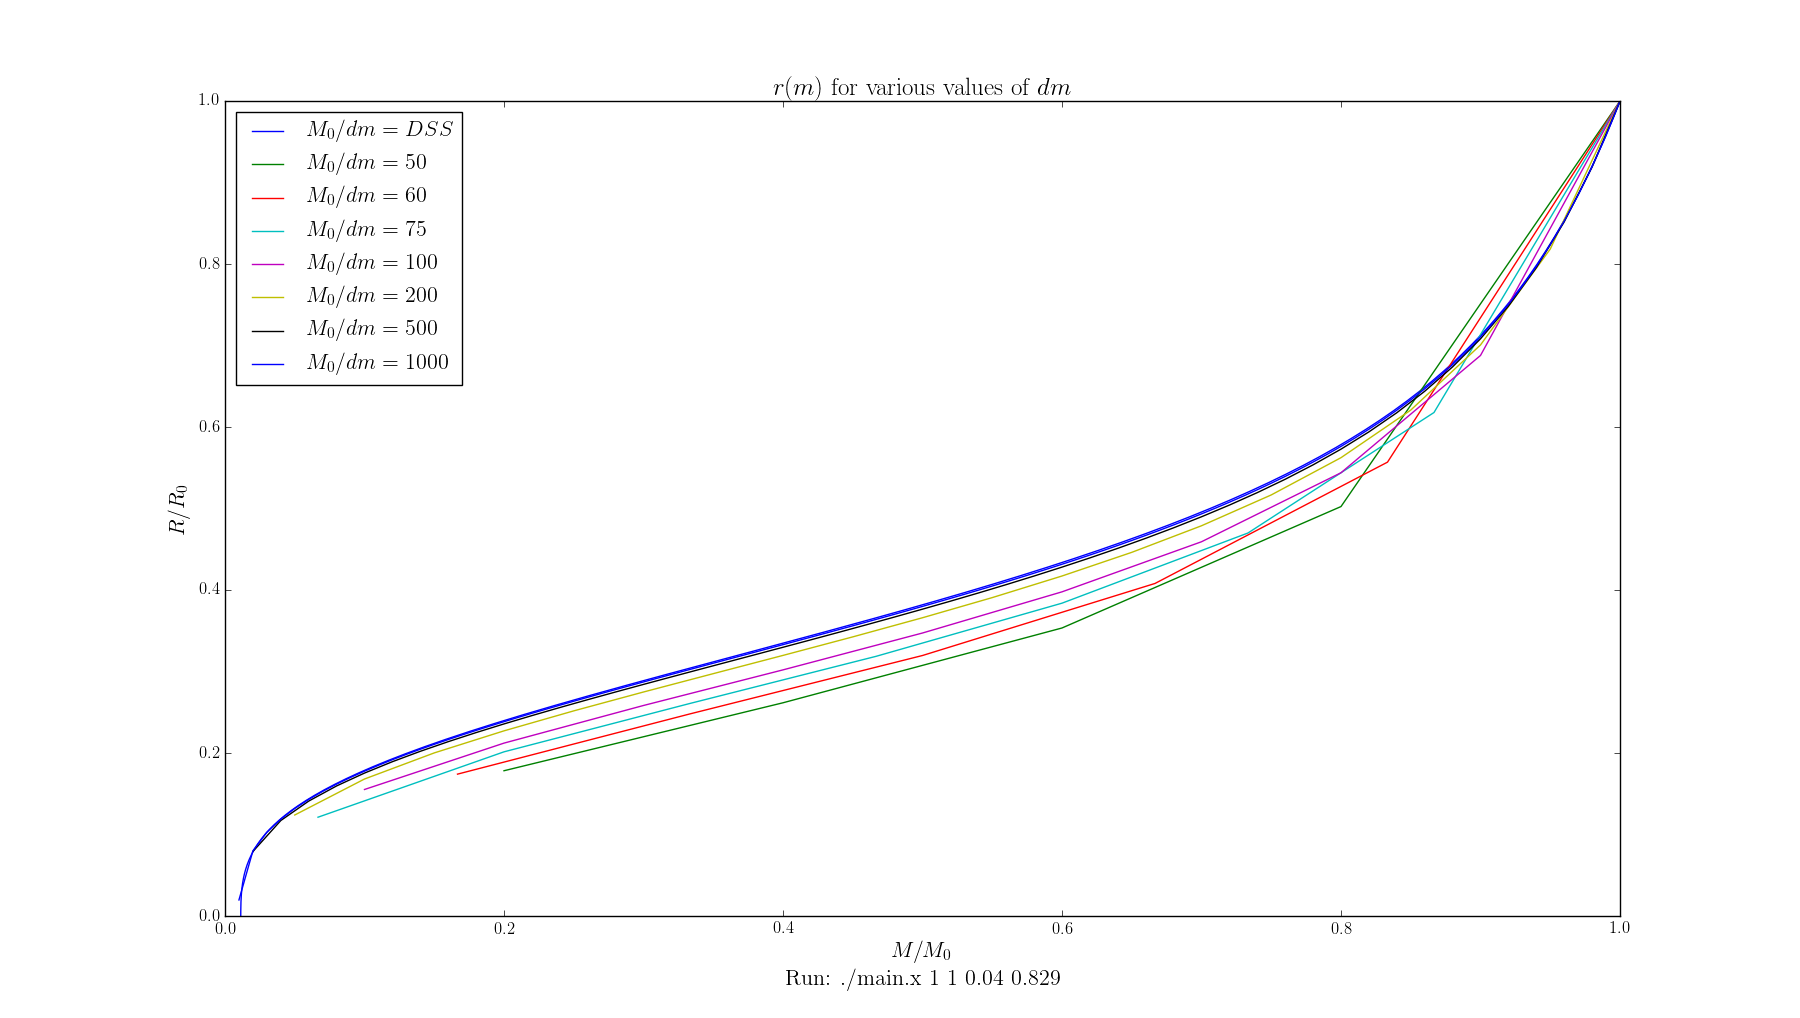 r(m) for various values of dm
M₀/dm = DSS
M₀/dm = 50
M₀/dm = 60
M₀/dm = 75
M₀/dm = 100
M₀/dm = 200
M₀/dm = 500
M₀/dm = 1000
1.0
0.8
0.6
0.4
0.2
0.0
R/R₀
0.0 0.2 0.4 0.6 0.8 1.0
M/M₀
Run: ./main.x 1 1 0.04 0.829